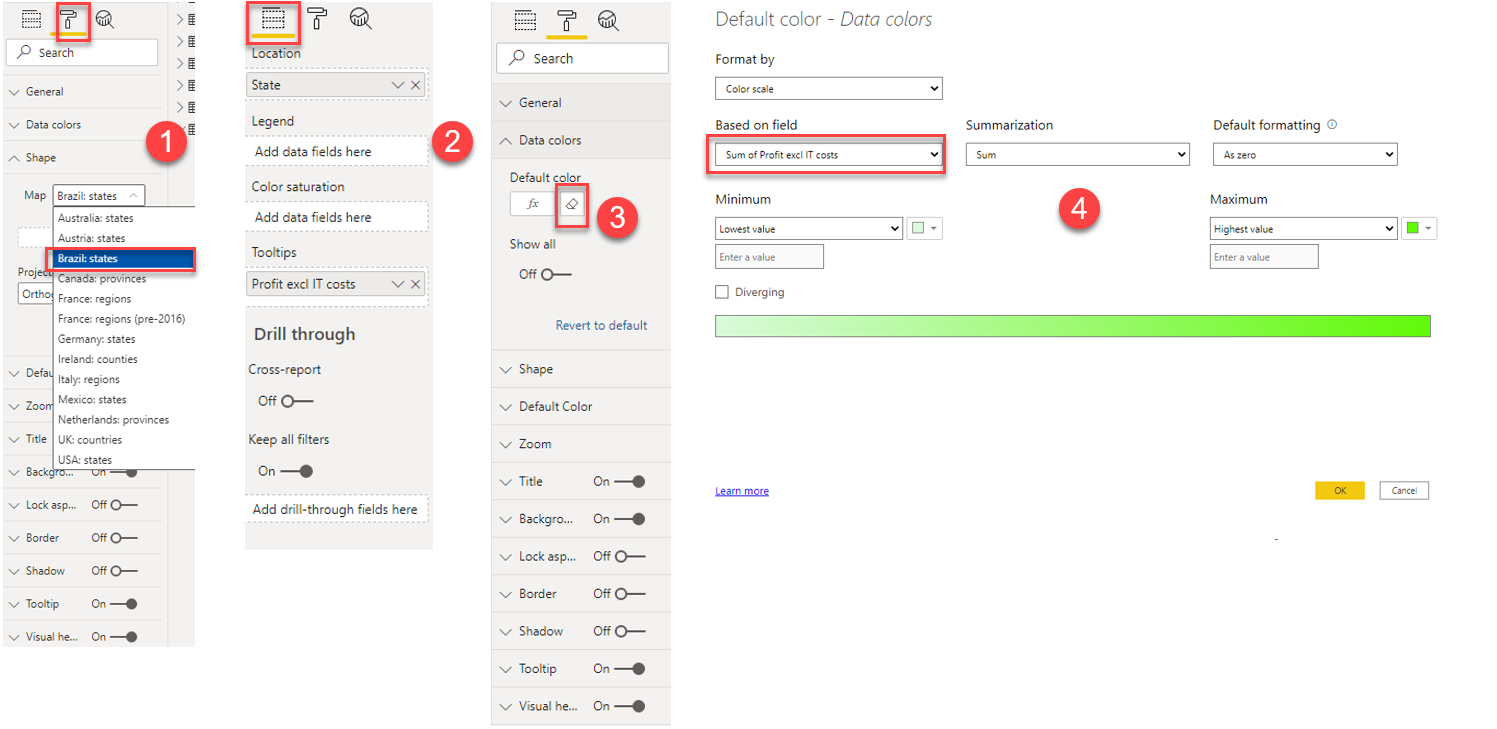 Search
General
Data colors
1
Shape
Map Brazil: states
Australia: states
Austria: states
Brazil: states
Canada: provinces
France: regions
France: regions (pre-2016)
Germany: states
Ireland: counties
Italy: regions
Mexico: states
Netherlands: provinces
UK: countries
USA: states
Project
Ortho
Defau
Zoom
Title
Backgro... On
Lock asp... Off
Border Off
Shadow Off
Tooltip On
Visual he... On
Location
State
Legend
2
Add data fields here
Color saturation
Add data fields here
Tooltips
Profit excl IT costs
Drill through
Cross-report
Off
Keep all filters
On
Add drill-through fields here
Search
General
Data colors
Default color
fx
3
Show all
Off
Revert to default
Shape
Default Color
Zoom
Title On
Backgro... On
Lock asp... Off
Border Off
Shadow Off
Tooltip On
Visual he... On
Default color - Data colors
Format by
Color scale
Based on field Summarization Default formatting
Sum of Profit excl IT costs Sum As zero
4
Minimum Maximum
Lowest value Highest value
Enter a value Enter a value
Diverging
Learn more OK Cancel